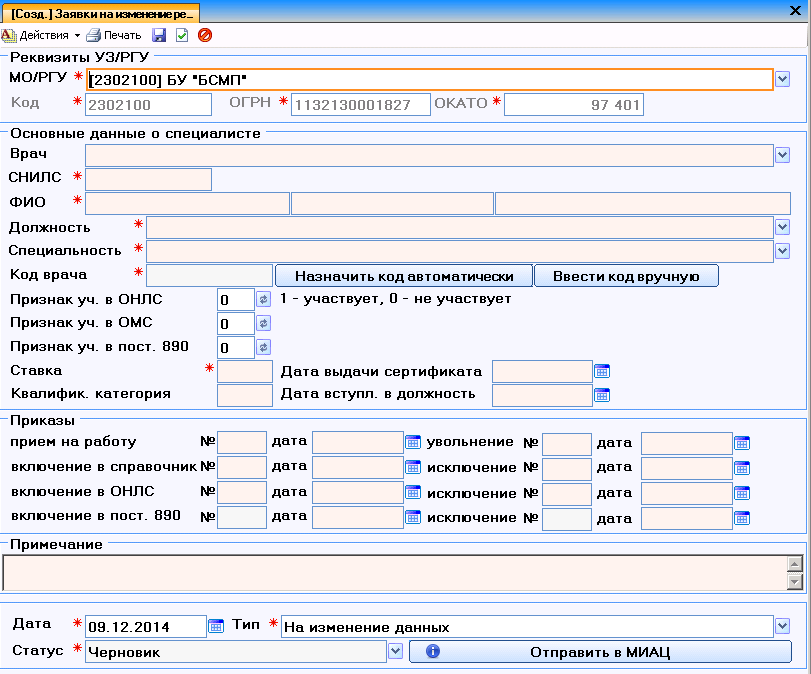 [Созд.] Заявки на изменение ре...
Действия Печать
Реквизиты УЗ/РГУ
МО/РГУ * [2302100] БУ "БСМП"
Код * 2302100 ОГРН * 1132130001827 ОКАТО * 97 401
Основные данные о специалисте
Врач
СНИЛС *
ФИО *
Должность *
Специальность *
Код врача * Назначить код автоматически Ввести код вручную
Признак уч. в ОНЛС 0 1 - участвует, 0 - не участвует
Признак уч. в ОМС 0
Признак уч. в пост. 890 0
Ставка * Дата выдачи сертификата
Квалифик. категория Дата вступл. в должность
Приказы
прием на работу № дата увольнение № дата
включение в справочник № дата исключение № дата
включение в ОНЛС № дата исключение № дата
включение в пост. 890 № дата исключение № дата
Примечание
Дата * 09.12.2014 Тип * На изменение данных
Статус * Черновик Отправить в МИАЦ